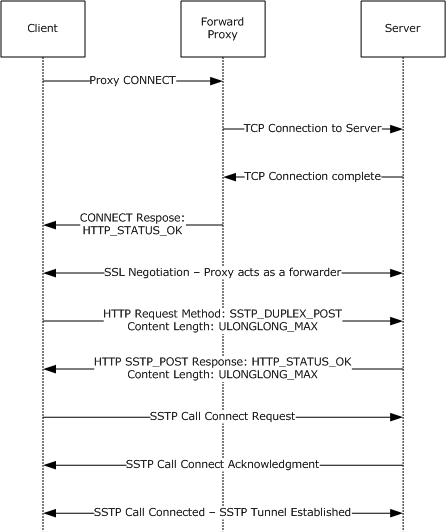 Client
Forward
Proxy
Server
Proxy CONNECT
TCP Connection to Server
TCP Connection complete
CONNECT Respose:
HTTP_STATUS_OK
SSL Negotiation – Proxy acts as a forwarder
HTTP Request Method: SSTP_DUPLEX_POST
Content Length: ULONGLONG_MAX
HTTP SSTP_POST Response: HTTP_STATUS_OK
Content Length: ULONGLONG_MAX
SSTP Call Connect Request
SSTP Call Connect Acknowledgment
SSTP Call Connected – SSTP Tunnel Established